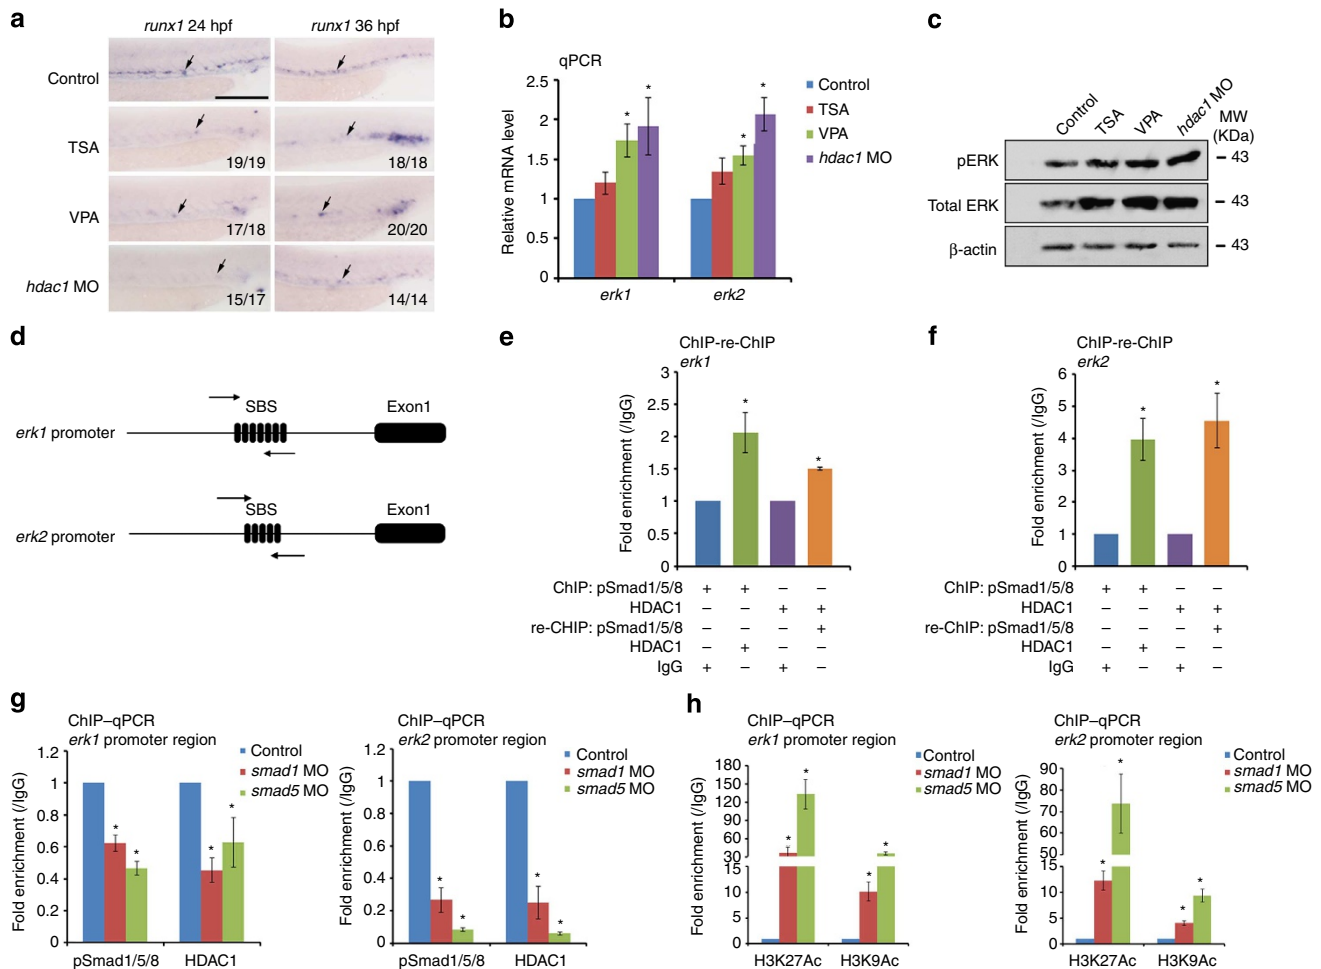 a
runx1 24 hpf
runx1 36 hpf
Control
TSA
19/19
18/18
VPA
17/18
20/20
hdac1 MO
15/17
14/14
b
qPCR
Relative mRNA level
2.5
2
1.5
1
0.5
0
erk1
erk2
Control
TSA
VPA
hdac1 MO
* * * *
c
Control
TSA
VPA
hdac1 MO
MW
(KDa)
pERK
– 43
Total ERK
– 43
β-actin
– 43
d
SBS
Exon1
erk1 promoter
SBS
Exon1
erk2 promoter
e
ChIP-re-ChIP
erk1
Fold enrichment (/IgG)
3
2.5
2
1.5
1
0.5
0
* *
ChIP: pSmad1/5/8 + + – –
HDAC1 – – + +
re-CHIP: pSmad1/5/8 – – – +
HDAC1 – + – –
IgG + – + –
f
ChIP-re-ChIP
erk2
Fold enrichment (/IgG)
6
5
4
3
2
1
0
* *
ChIP: pSmad1/5/8 + + – –
HDAC1 – – + +
re-ChIP: pSmad1/5/8 – – – +
HDAC1 – + – –
IgG + – + –
g
ChIP–qPCR
erk1 promoter region
Fold enrichment (/IgG)
1.2
1
0.8
0.6
0.4
0.2
0
Control
smad1 MO
smad5 MO
* * * *
pSmad1/5/8
HDAC1
ChIP–qPCR
erk2 promoter region
Fold enrichment (/IgG)
1.2
1
0.8
0.6
0.4
0.2
0
Control
smad1 MO
smad5 MO
* * * *
pSmad1/5/8
HDAC1
h
ChIP–qPCR
erk1 promoter region
Fold enrichment (/IgG)
180
150
120
90
60
30
15
10
5
0
Control
smad1 MO
smad5 MO
* * * *
H3K27Ac
H3K9Ac
ChIP–qPCR
erk2 promoter region
Fold enrichment (/IgG)
90
80
70
60
50
15
10
5
0
Control
smad1 MO
smad5 MO
* * * *
H3K27Ac
H3K9Ac